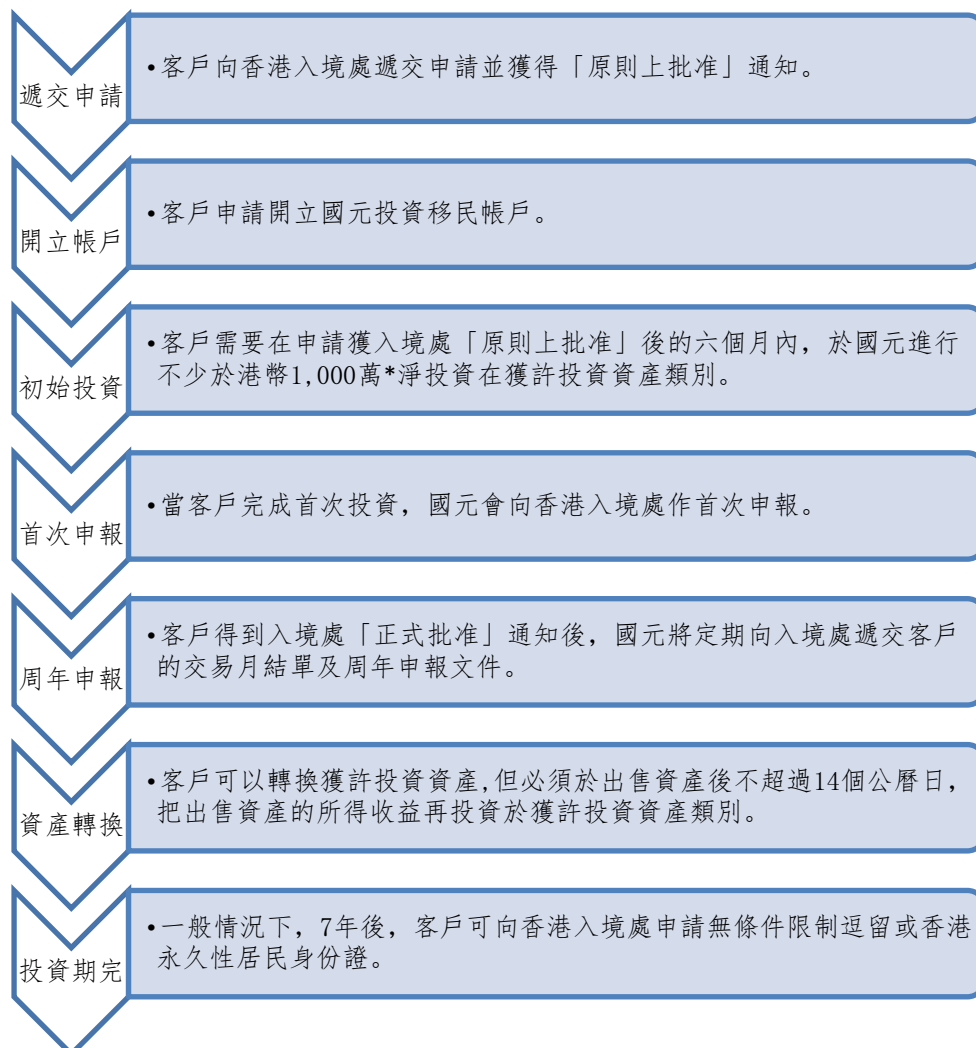 遞交申請
•客戶向香港入境處遞交申請並獲得「原則上批准」通知。
開立帳戶
•客戶申請開立國元投資移民帳戶。
初始投資
•客戶需要在申請獲入境處「原則上批准」後的六個月內，於國元進行
不少於港幣1,000萬*淨投資在獲許投資資產類別。
首次申報
•當客戶完成首次投資，國元會向香港入境處作首次申報。
周年申報
•客戶得到入境處「正式批准」通知後，國元將定期向入境處遞交客戶
的交易月結單及周年申報文件。
資產轉換
•客戶可以轉換獲許投資資產,但必須於出售資產後不超過14個公曆日，
把出售資產的所得收益再投資於獲許投資資產類別。
投資期完
•一般情況下，7年後，客戶可向香港入境處申請無條件限制逗留或香港
永久性居民身份證。